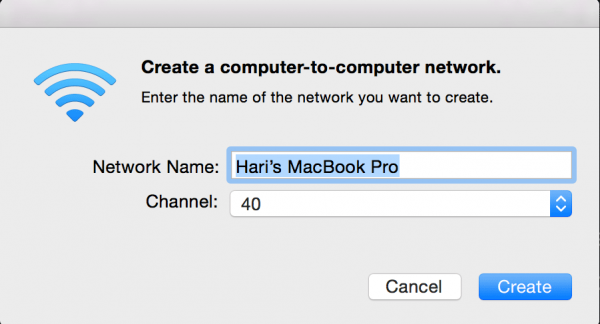 Create a computer-to-computer network.
Enter the name of the network you want to create.
Network Name: Hari’s MacBook Pro
Channel: 40
Cancel Create